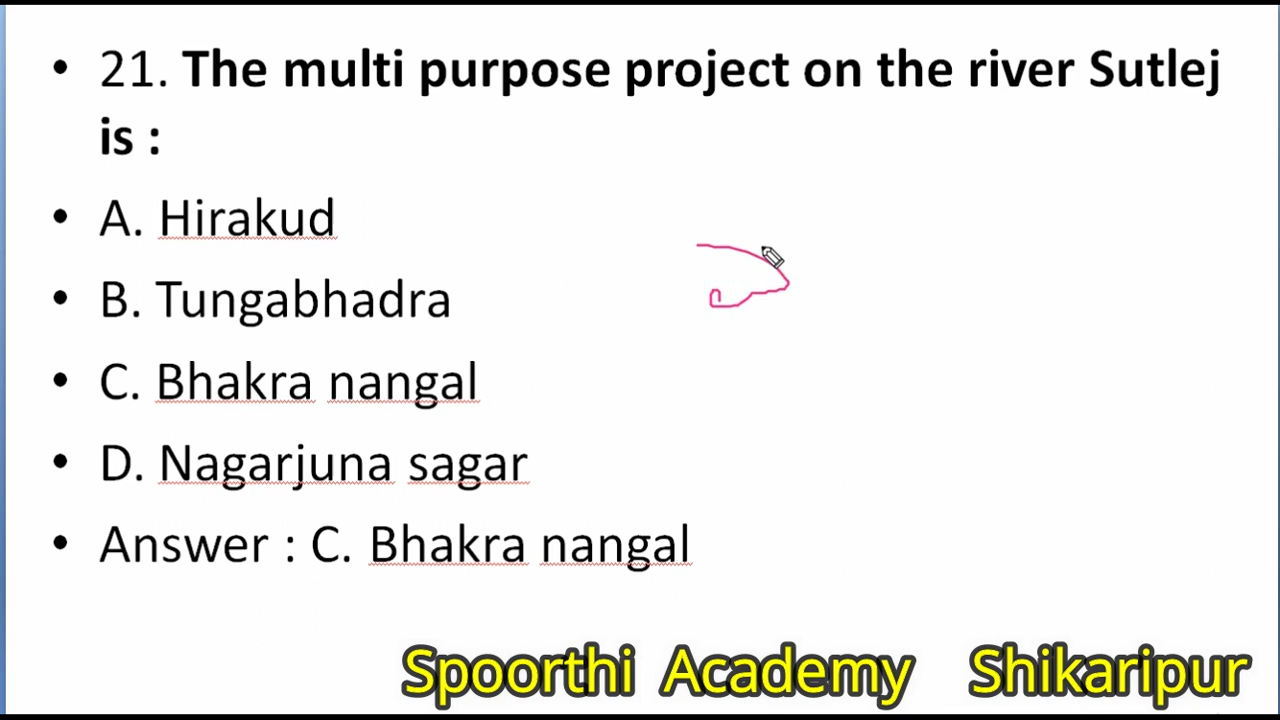 • 21. The multi purpose project on the river Sutlej
is :
• A. Hirakud
• B. Tungabhadra
• C. Bhakra nangal
• D. Nagarjuna sagar
• Answer : C. Bhakra nangal
Spoorthi Academy Shikaripur